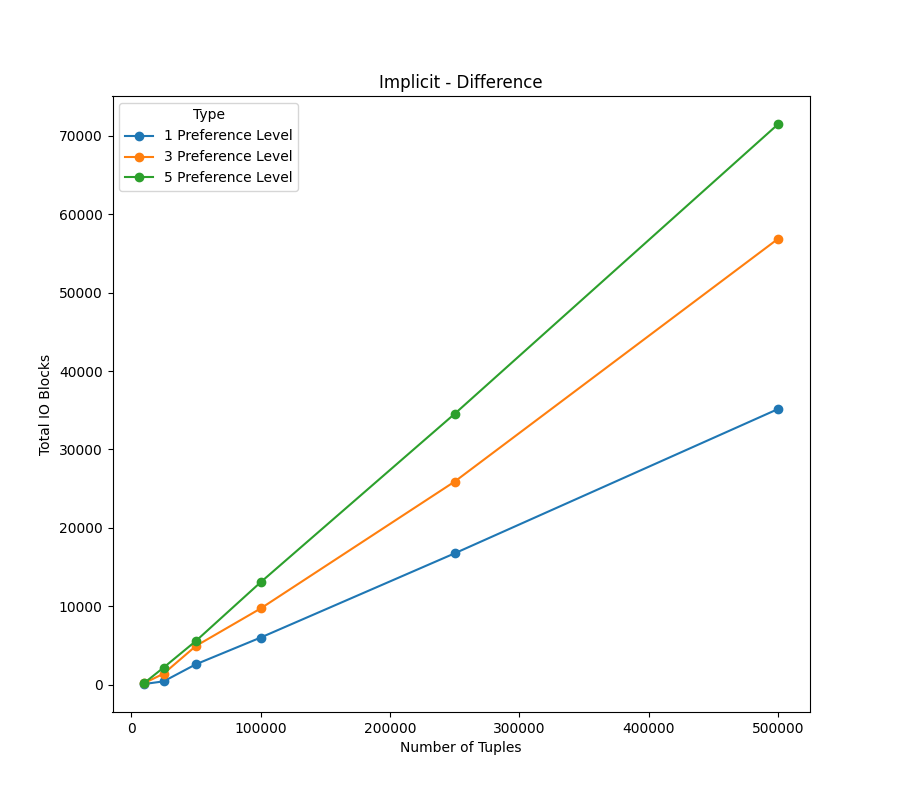 Implicit - Difference
Type
1 Preference Level
3 Preference Level
5 Preference Level
Total IO Blocks
70000
60000
50000
40000
30000
20000
10000
0
0 100000 200000 300000 400000 500000
Number of Tuples